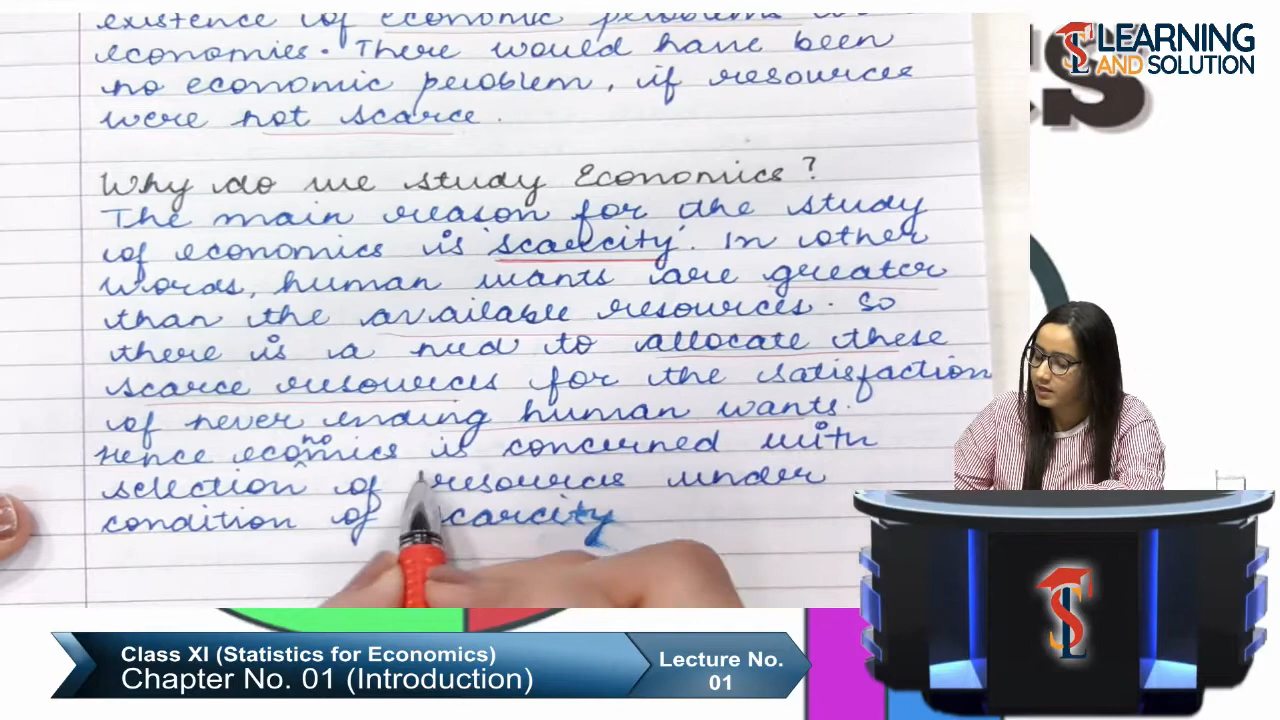 existence of economic problems
economies. There would have been
no economic problem, if resources
were not scarce.
Why do we study Economics?
The main reason for the study
of economics is 'scarcity'. In other
words, human wants are greater
than the available resources. So
there is a need to allocate these
scarce resources for the satisfaction
of never ending human wants.
Hence economics is concerned with
selection of resources under
condition of scarcity
SL LEARNING
AND SOLUTION
CS
SL
Class XI (Statistics for Economics)
Chapter No. 01 (Introduction)
Lecture No.
01